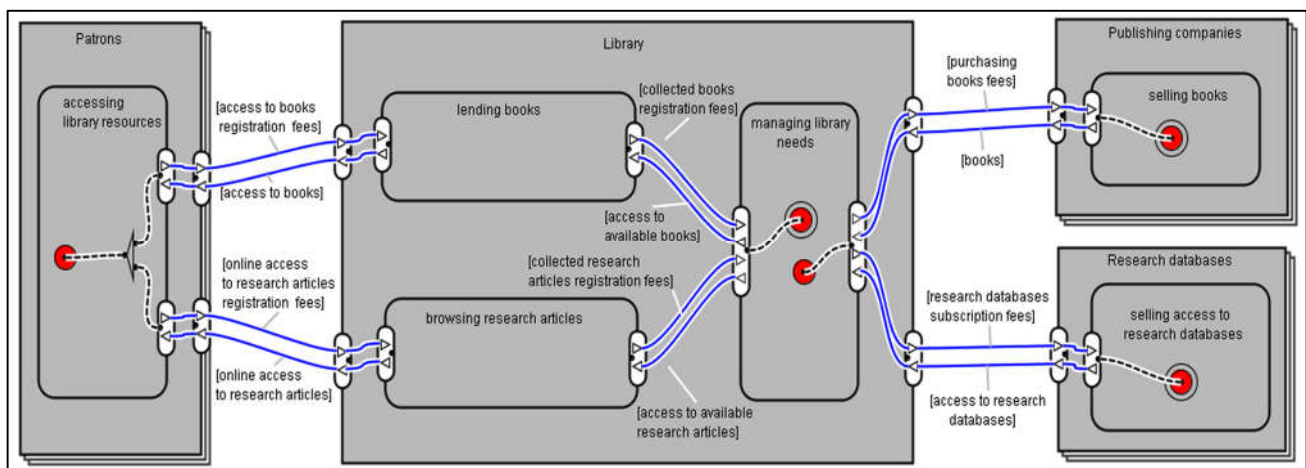 Patrons
accessing
library resources
[access to books
registration fees]
[access to books]
[online access
to research articles
registration fees]
[online access
to research articles]
Library
lending books
browsing research articles
[collected books
registration fees]
[access to
available books]
[collected research
articles registration fees]
[access to available
research articles]
managing library
needs
[purchasing
books fees]
[books]
[research databases
subscription fees]
[access to research
databases]
Publishing companies
selling books
Research databases
selling access to
research databases